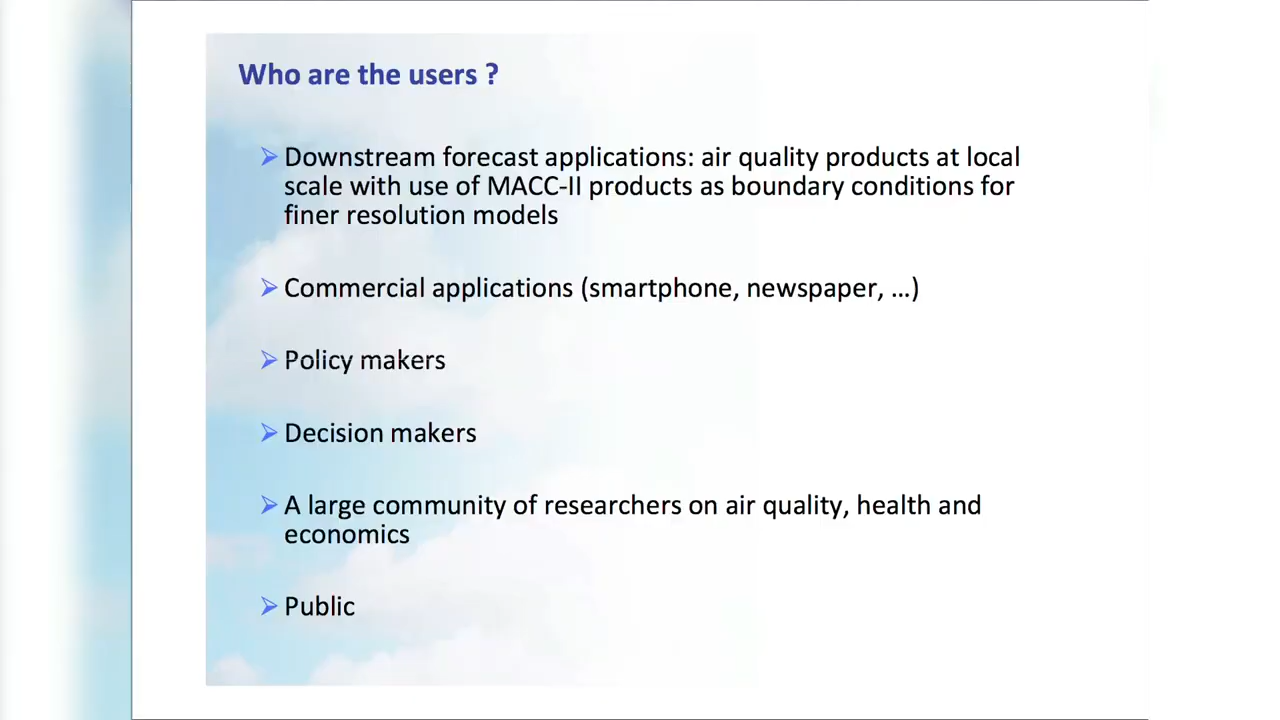 Who are the users ?
➢ Downstream forecast applications: air quality products at local
scale with use of MACC-II products as boundary conditions for
finer resolution models
➢ Commercial applications (smartphone, newspaper, …)
➢ Policy makers
➢ Decision makers
➢ A large community of researchers on air quality, health and
economics
➢ Public